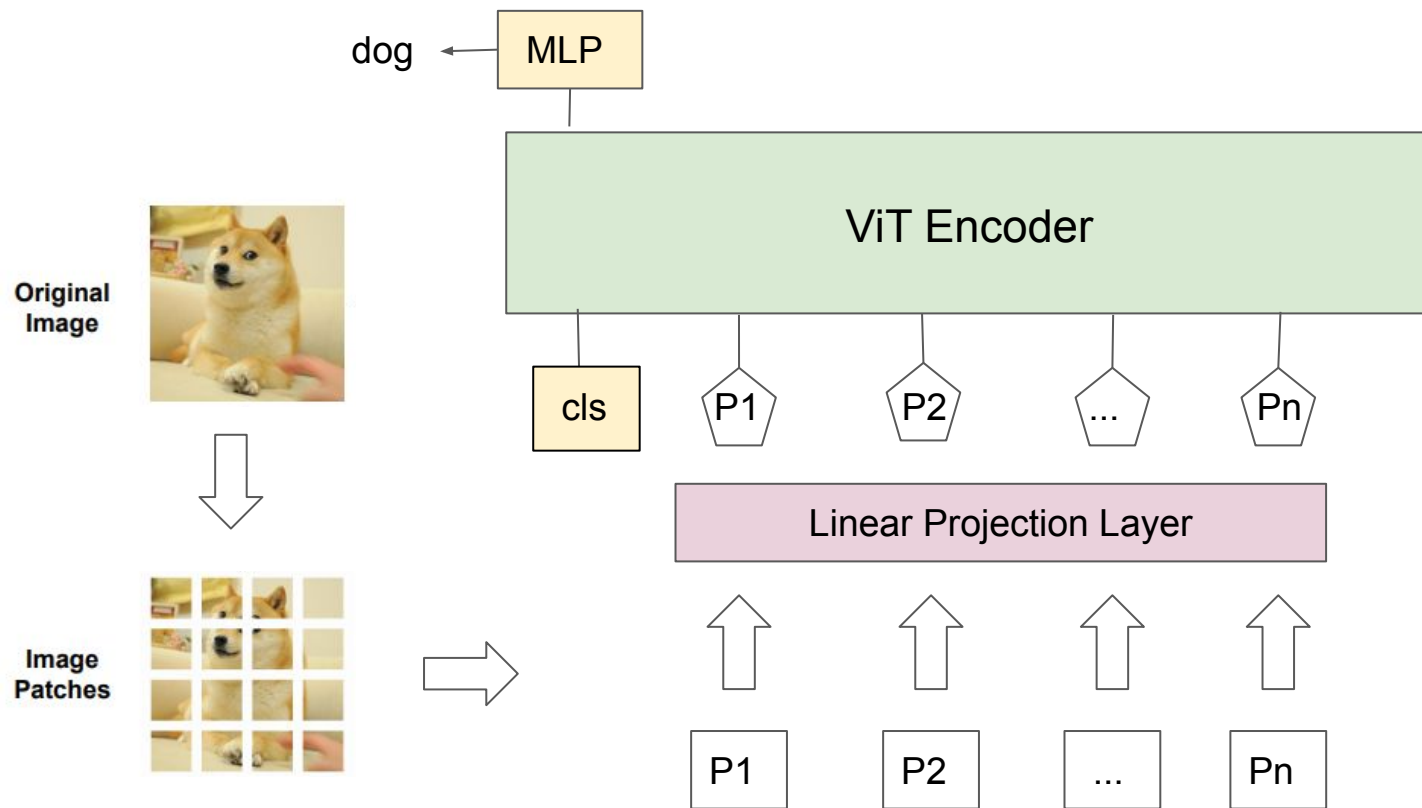 dog
MLP
ViT Encoder
Original
Image
cls
P1
P2
...
Pn
Linear Projection Layer
Image
Patches
P1
P2
...
Pn